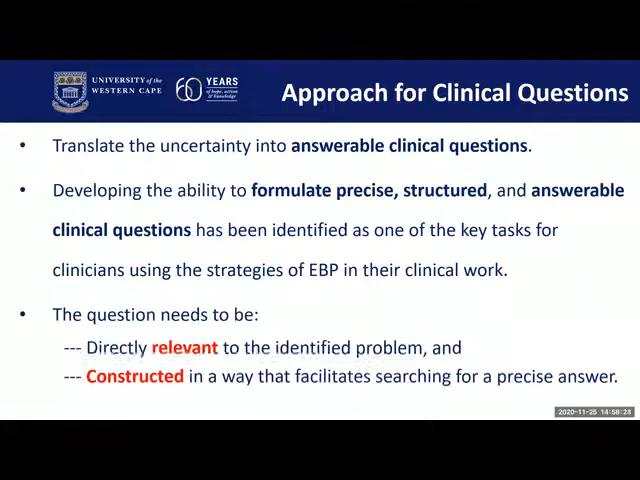 UNIVERSITY of the
WESTERN CAPE
60 YEARS
of hope, action
& knowledge
Approach for Clinical Questions
• Translate the uncertainty into answerable clinical questions.
• Developing the ability to formulate precise, structured, and answerable
clinical questions has been identified as one of the key tasks for
clinicians using the strategies of EBP in their clinical work.
• The question needs to be:
--- Directly relevant to the identified problem, and
--- Constructed in a way that facilitates searching for a precise answer.
2020-11-25 14:58:28